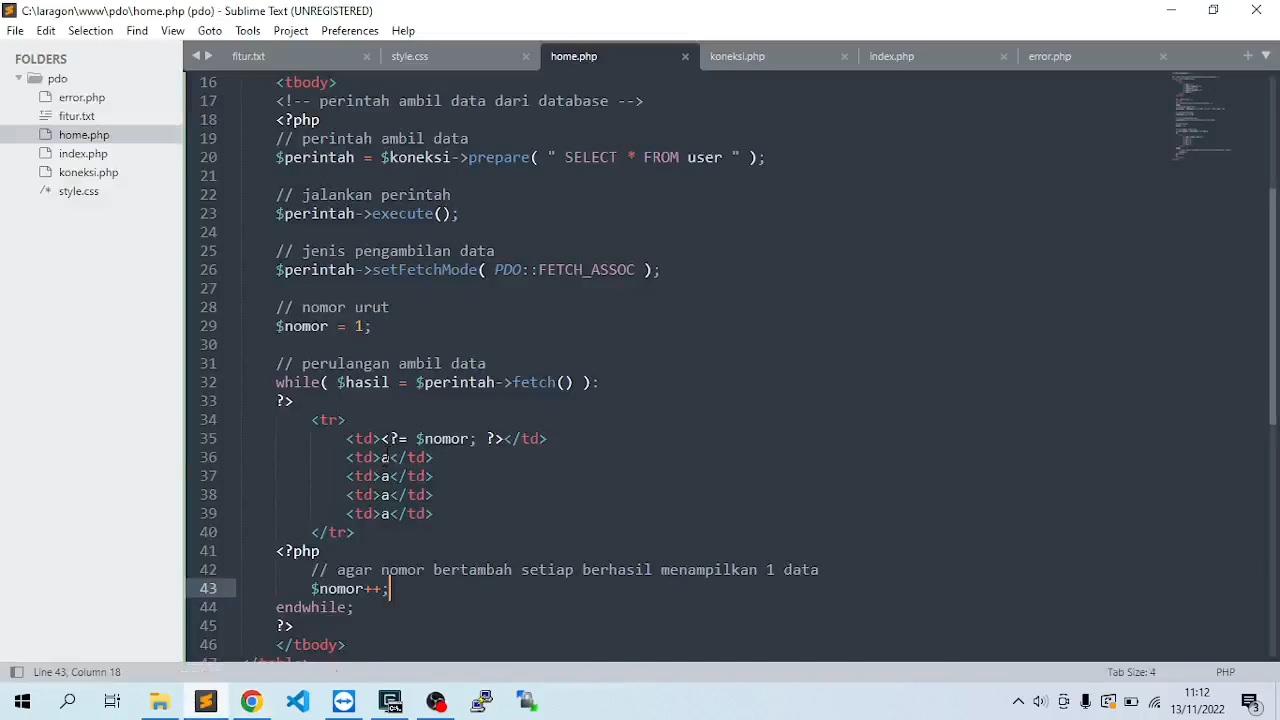 C:\laragon\www\pdo\home.php (pdo) - Sublime Text (UNREGISTERED)
File Edit Selection Find View Goto Tools Project Preferences Help
FOLDERS
pdo
error.php
fitur.txt
home.php
index.php
koneksi.php
/* style.css
fitur.txt style.css home.php koneksi.php index.php error.php
16 <tbody>
17 <!-- perintah ambil data dari database -->
18 <?php
19 // perintah ambil data
20 $perintah = $koneksi->prepare( " SELECT * FROM user " );
21
22 // jalankan perintah
23 $perintah->execute();
24
25 // jenis pengambilan data
26 $perintah->setFetchMode( PDO::FETCH_ASSOC );
27
28 // nomor urut
29 $nomor = 1;
30
31 // perulangan ambil data
32 while( $hasil = $perintah->fetch() ):
33 ?>
34 <tr>
35 <td><?= $nomor; ?></td>
36 <td>a</td>
37 <td>a</td>
38 <td>a</td>
39 <td>a</td>
40 </tr>
41 <?php
42 // agar nomor bertambah setiap berhasil menampilkan 1 data
43 $nomor++;
44 endwhile;
45 ?>
46 </tbody>
47 </table>
Line 43, Column 18 Tab Size: 4 PHP
11:12
13/11/2022
3